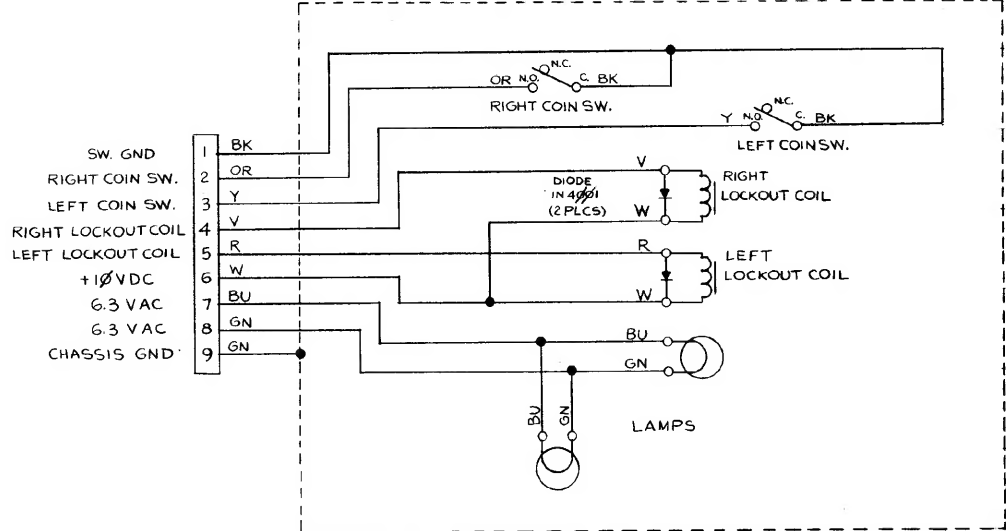 SW. GND 1 BK
RIGHT COIN SW. 2 OR
LEFT COIN SW. 3 Y
RIGHT LOCKOUT COIL 4 V
LEFT LOCKOUT COIL 5 R
+10 VDC 6 W
6.3 VAC 7 BU
6.3 VAC 8 GN
CHASSIS GND. 9 GN
OR N.O. N.C. C. BK
RIGHT COIN SW.
Y N.O. N.C. C. BK
LEFT COIN SW.
V
DIODE
IN 4001
(2 PLCS)
W
RIGHT
LOCKOUT COIL
R
W
LEFT
LOCKOUT COIL
BU
GN
BU
GN
LAMPS